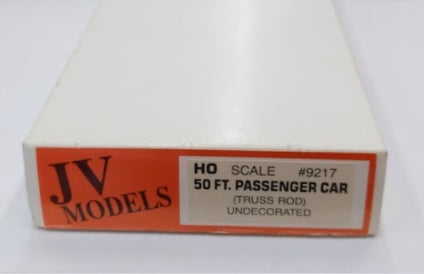 JV
MODELS
HO SCALE #9217
50 FT. PASSENGER CAR
(TRUSS ROD)
UNDECORATED